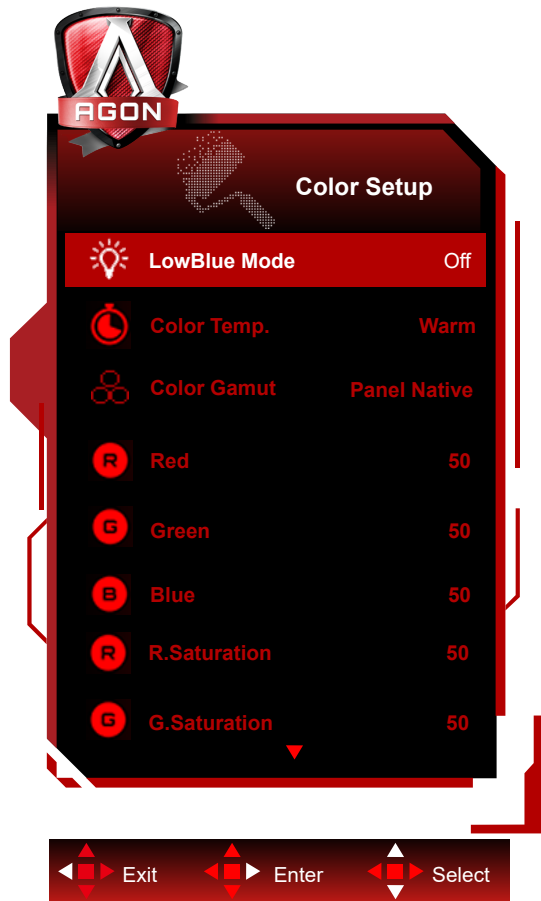 AGON
Color Setup
LowBlue Mode Off
Color Temp. Warm
Color Gamut Panel Native
R Red 50
G Green 50
B Blue 50
R R.Saturation 50
G G.Saturation 50
Exit Enter Select